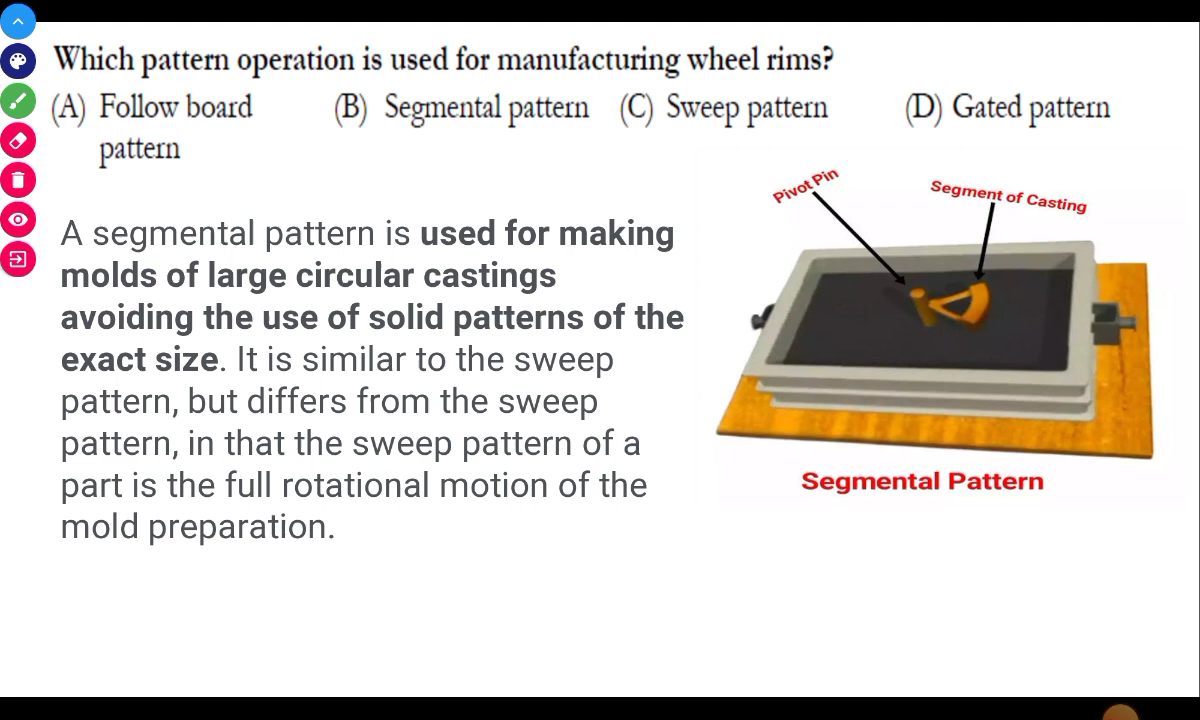 Which pattern operation is used for manufacturing wheel rims?
(A) Follow board pattern
(B) Segmental pattern
(C) Sweep pattern
(D) Gated pattern
Pivot Pin
Segment of Casting
A segmental pattern is used for making
molds of large circular castings
avoiding the use of solid patterns of the
exact size. It is similar to the sweep
pattern, but differs from the sweep
pattern, in that the sweep pattern of a
part is the full rotational motion of the
mold preparation.
Segmental Pattern